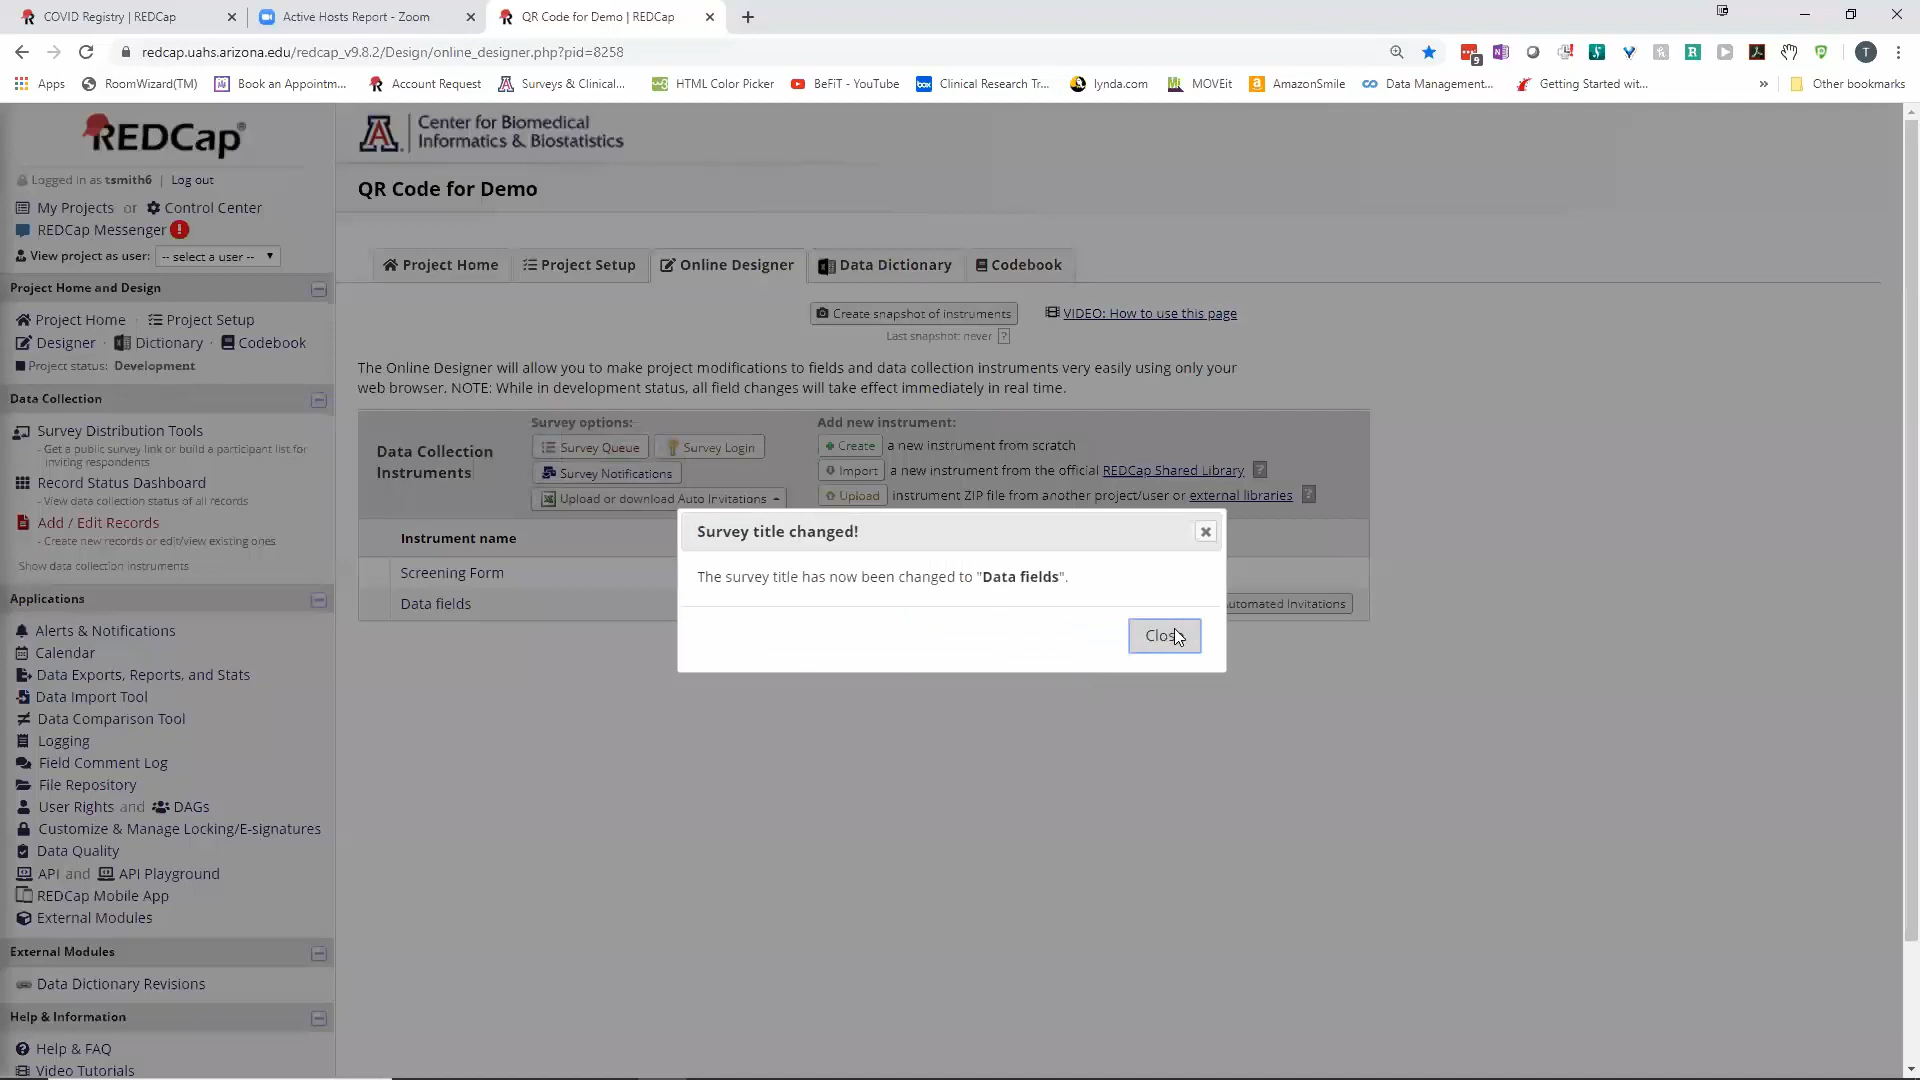 COVID Registry | REDCap
Active Hosts Report - Zoom
QR Code for Demo | REDCap
redcap.uahs.arizona.edu/redcap_v9.8.2/Design/online_designer.php?pid=8258
9
T
Apps
RoomWizard(TM)
Book an Appointm...
Account Request
Surveys & Clinical...
HTML Color Picker
BeFiT - YouTube
box
Clinical Research Tr...
lynda.com
MOVEit
AmazonSmile
Data Management...
Getting Started wit...
»
Other bookmarks
REDCap®
Logged in as tsmith6 | Log out
My Projects or Control Center
REDCap Messenger
View project as user: -- select a user --
Project Home and Design
Project Home · Project Setup
Designer · Dictionary · Codebook
Project status: Development
Data Collection
Survey Distribution Tools
- Get a public survey link or build a participant list for
inviting respondents
Record Status Dashboard
- View data collection status of all records
Add / Edit Records
- Create new records or edit/view existing ones
Show data collection instruments
Applications
Alerts & Notifications
Calendar
Data Exports, Reports, and Stats
Data Import Tool
Data Comparison Tool
Logging
Field Comment Log
File Repository
User Rights and DAGs
Customize & Manage Locking/E-signatures
Data Quality
API and API Playground
REDCap Mobile App
External Modules
External Modules
Data Dictionary Revisions
Help & Information
Help & FAQ
Video Tutorials
A
Center for Biomedical
Informatics & Biostatistics
QR Code for Demo
Project Home
Project Setup
Online Designer
Data Dictionary
Codebook
Create snapshot of instruments
VIDEO: How to use this page
Last snapshot: never ?
The Online Designer will allow you to make project modifications to fields and data collection instruments very easily using only your
web browser. NOTE: While in development status, all field changes will take effect immediately in real time.
Data Collection
Instruments
Survey options:
Survey Queue
Survey Login
Survey Notifications
Upload or download Auto Invitations
Add new instrument:
Create a new instrument from scratch
Import a new instrument from the official REDCap Shared Library ?
Upload instrument ZIP file from another project/user or external libraries ?
Instrument name
Screening Form
Data fields
utomated Invitations
Survey title changed!
The survey title has now been changed to "Data fields".
Close